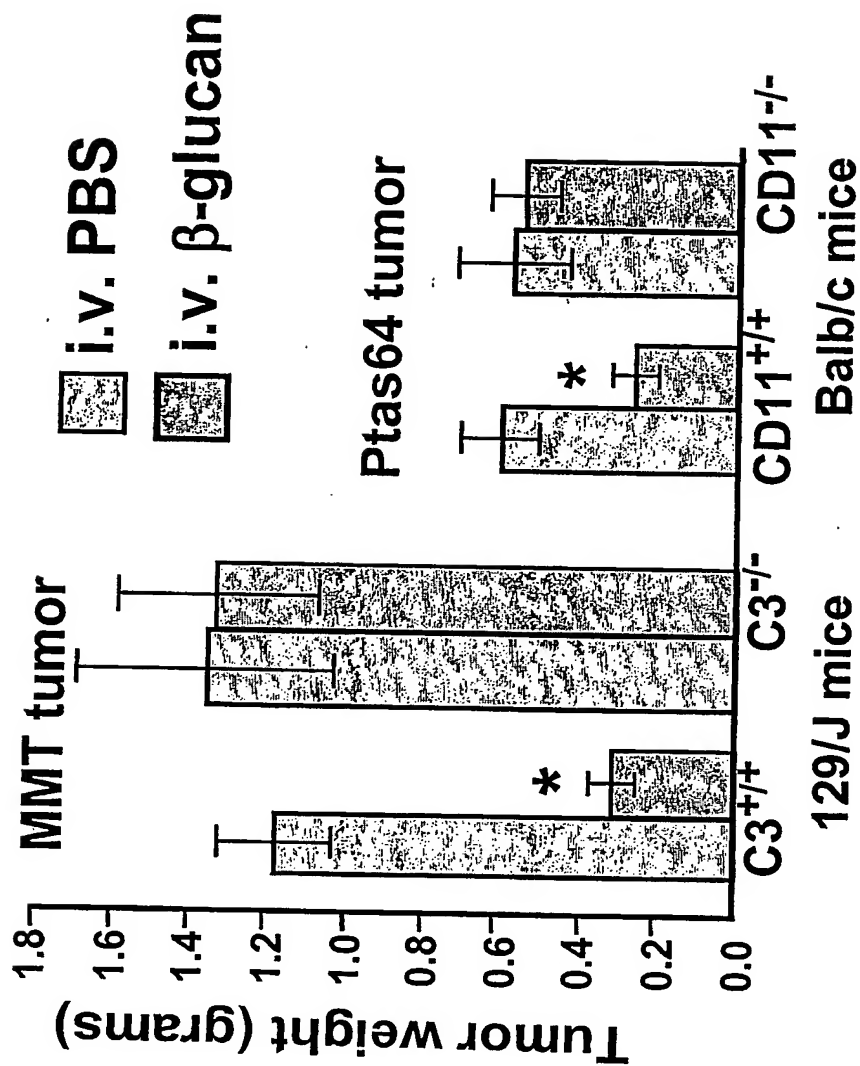 MMT tumor
i.v. PBS
i.v. β-glucan
Ptas64 tumor
Tumor weight (grams)
1.8
1.6
1.4
1.2
1.0
0.8
0.6
0.4
0.2
0.0
*
*
C3+/+
C3-/-
CD11+/+
CD11-/-
129/J mice
Balb/c mice